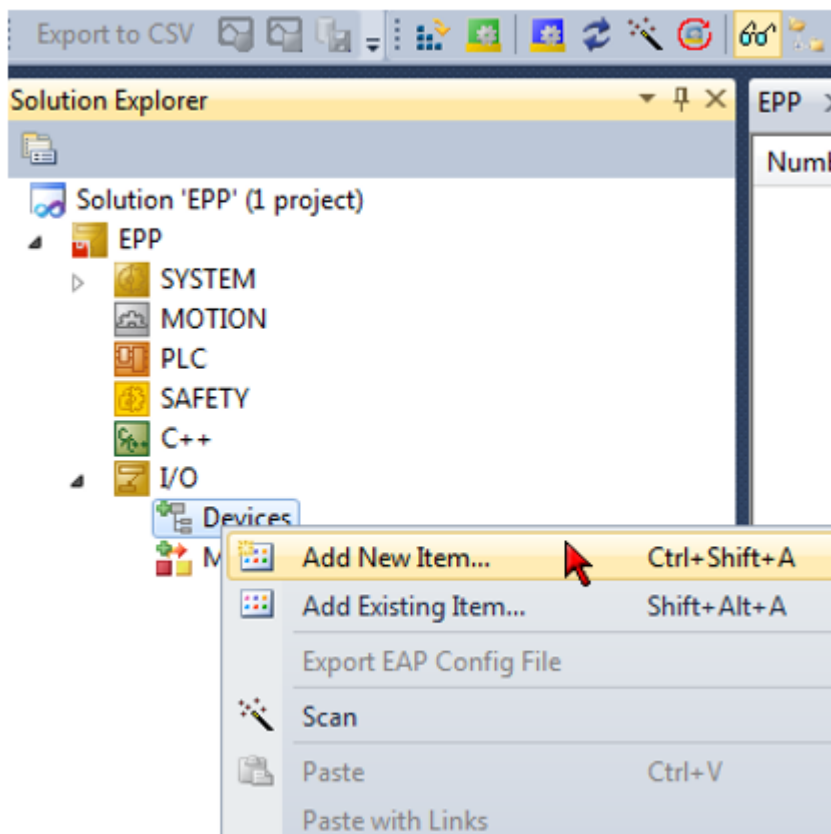 Export to CSV
Solution Explorer
EPP
Solution 'EPP' (1 project)
EPP
SYSTEM
MOTION
PLC
SAFETY
C++
I/O
Devices
Add New Item... Ctrl+Shift+A
Add Existing Item... Shift+Alt+A
Export EAP Config File
Scan
Paste Ctrl+V
Paste with Links